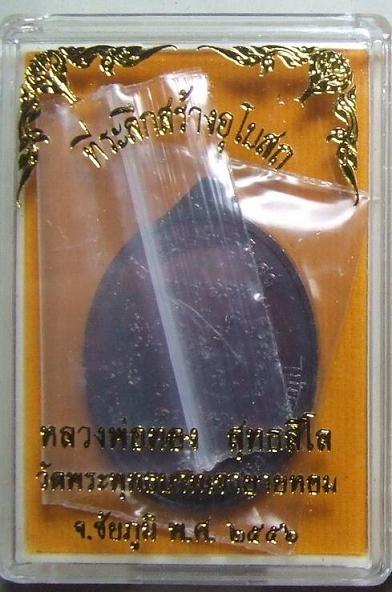 ที่ระลึกสร้างอุโบสถ
หลวงพ่อทอง สุทธสีโล
วัดพระพุทธบาทเขายายหอม
จ.ชัยภูมิ พ.ศ. ๒๕๕๖